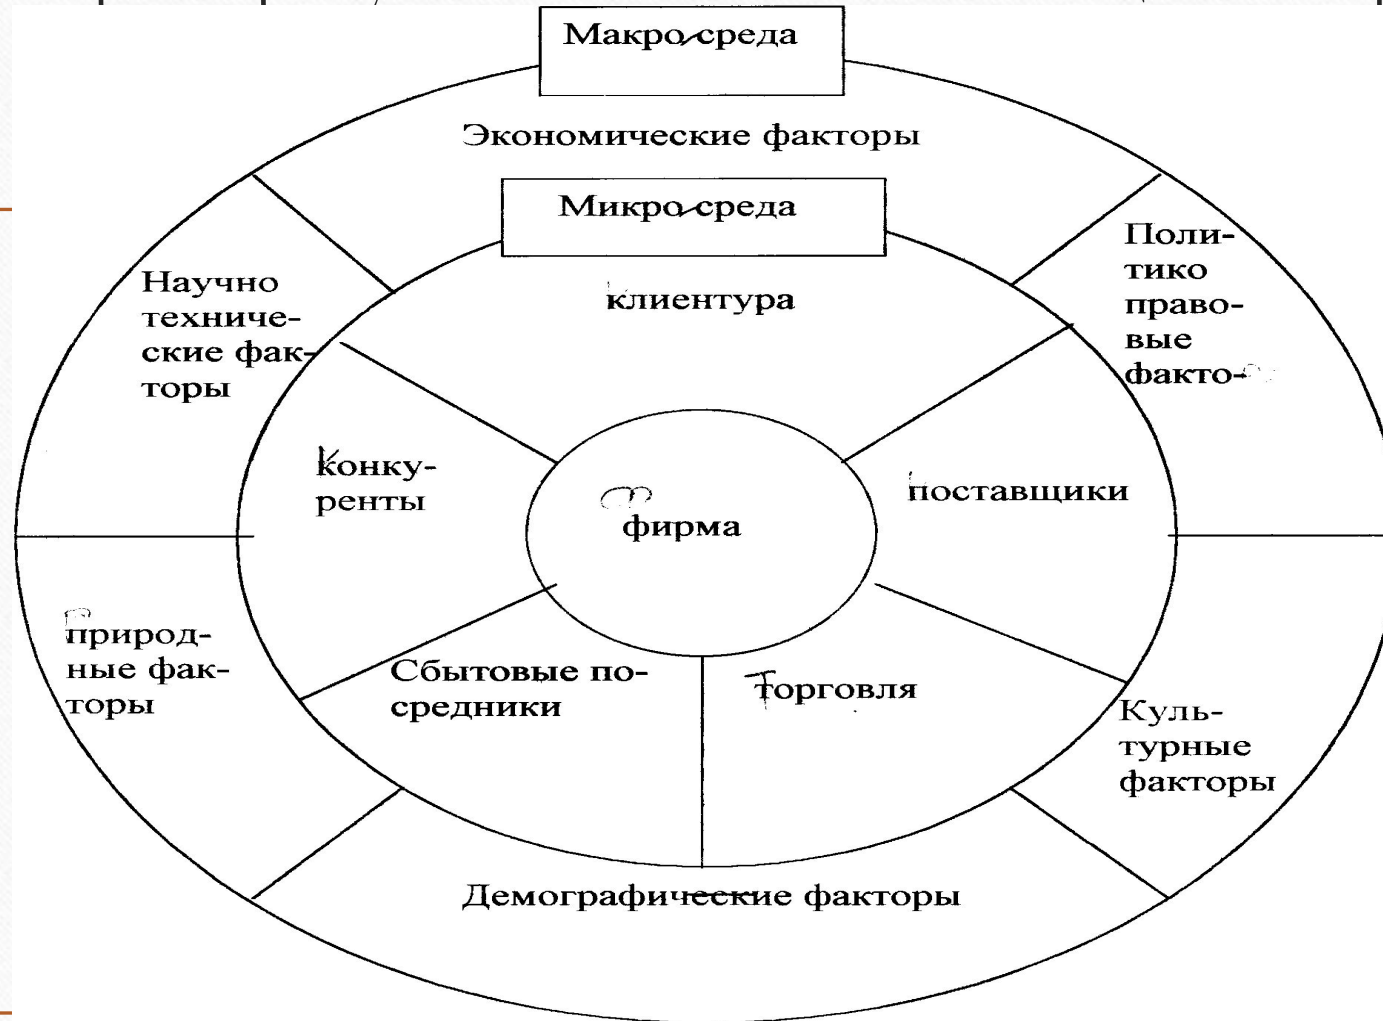 Макро-среда
Экономические факторы
Микро-среда
Поли-
тико
право-
вые
факто-
Научно
техниче-
ские фак-
торы
клиентура
Конку-
ренты
поставщики
фирма
природ-
ные фак-
торы
Сбытовые по-
средники
Торговля
Куль-
турные
факторы
Демографические факторы